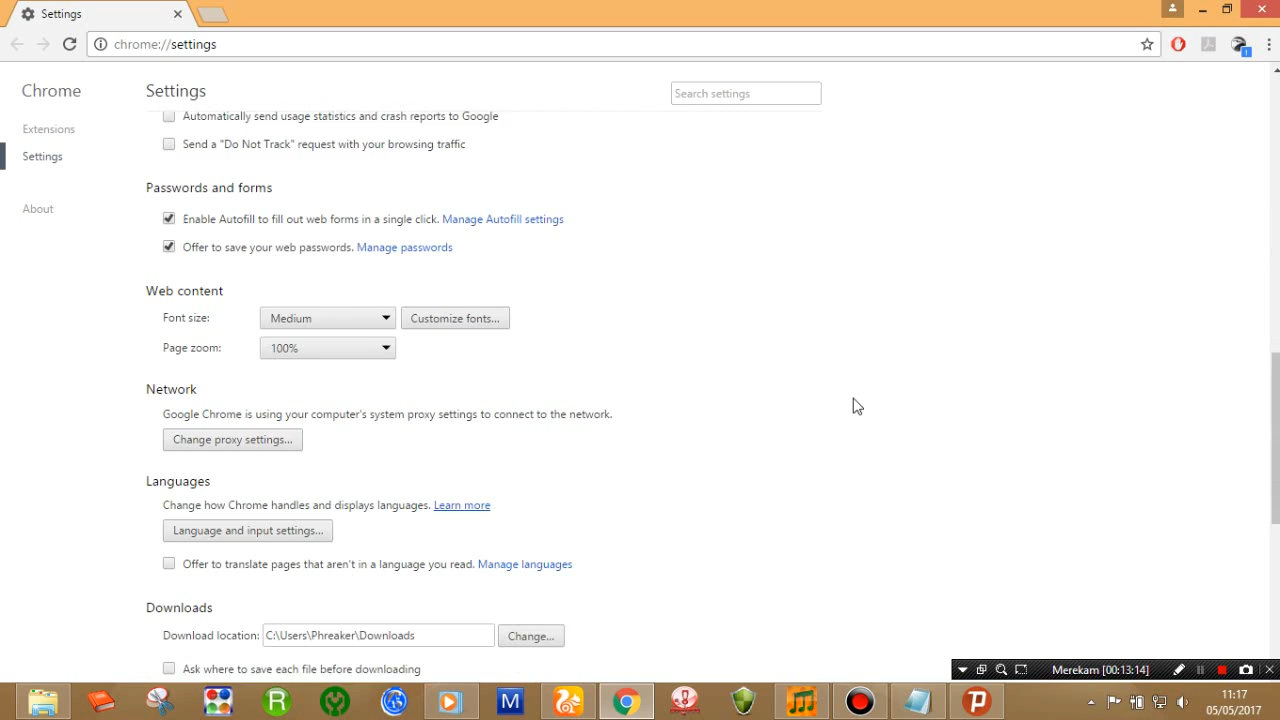 Settings
chrome://settings
Chrome
Settings
Search settings
Extensions
Settings
About
Automatically send usage statistics and crash reports to Google
Send a "Do Not Track" request with your browsing traffic
Passwords and forms
Enable Autofill to fill out web forms in a single click. Manage Autofill settings
Offer to save your web passwords. Manage passwords
Web content
Font size: Medium Customize fonts...
Page zoom: 100%
Network
Google Chrome is using your computer's system proxy settings to connect to the network.
Change proxy settings...
Languages
Change how Chrome handles and displays languages. Learn more
Language and input settings...
Offer to translate pages that aren't in a language you read. Manage languages
Downloads
Download location: C:\Users\Phreaker\Downloads Change...
Ask where to save each file before downloading
Merekam [00:13:14]
R
M
P
11:17
05/05/2017